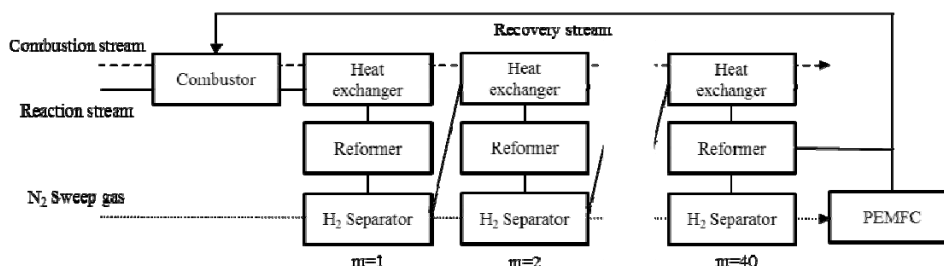 Recovery stream
Combustion stream
Combustor
Heat
exchanger
Heat
exchanger
Heat
exchanger
Reaction stream
Reformer
Reformer
Reformer
N₂ Sweep gas
H₂ Separator
H₂ Separator
H₂ Separator
PEMFC
m=1
m=2
m=40